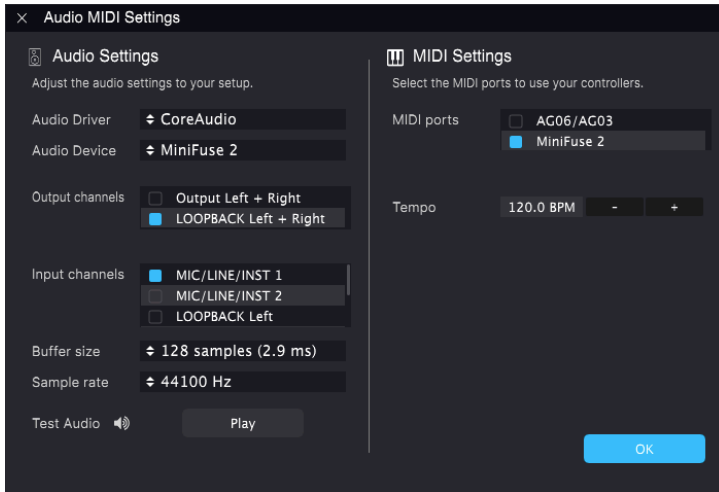 Audio MIDI Settings
Audio Settings
Adjust the audio settings to your setup.
Audio Driver CoreAudio
Audio Device MiniFuse 2
Output channels Output Left + Right
LOOPBACK Left + Right
Input channels MIC/LINE/INST 1
MIC/LINE/INST 2
LOOPBACK Left
Buffer size 128 samples (2.9 ms)
Sample rate 44100 Hz
Test Audio Play
MIDI Settings
Select the MIDI ports to use your controllers.
MIDI ports AG06/AG03
MiniFuse 2
Tempo 120.0 BPM - +
OK